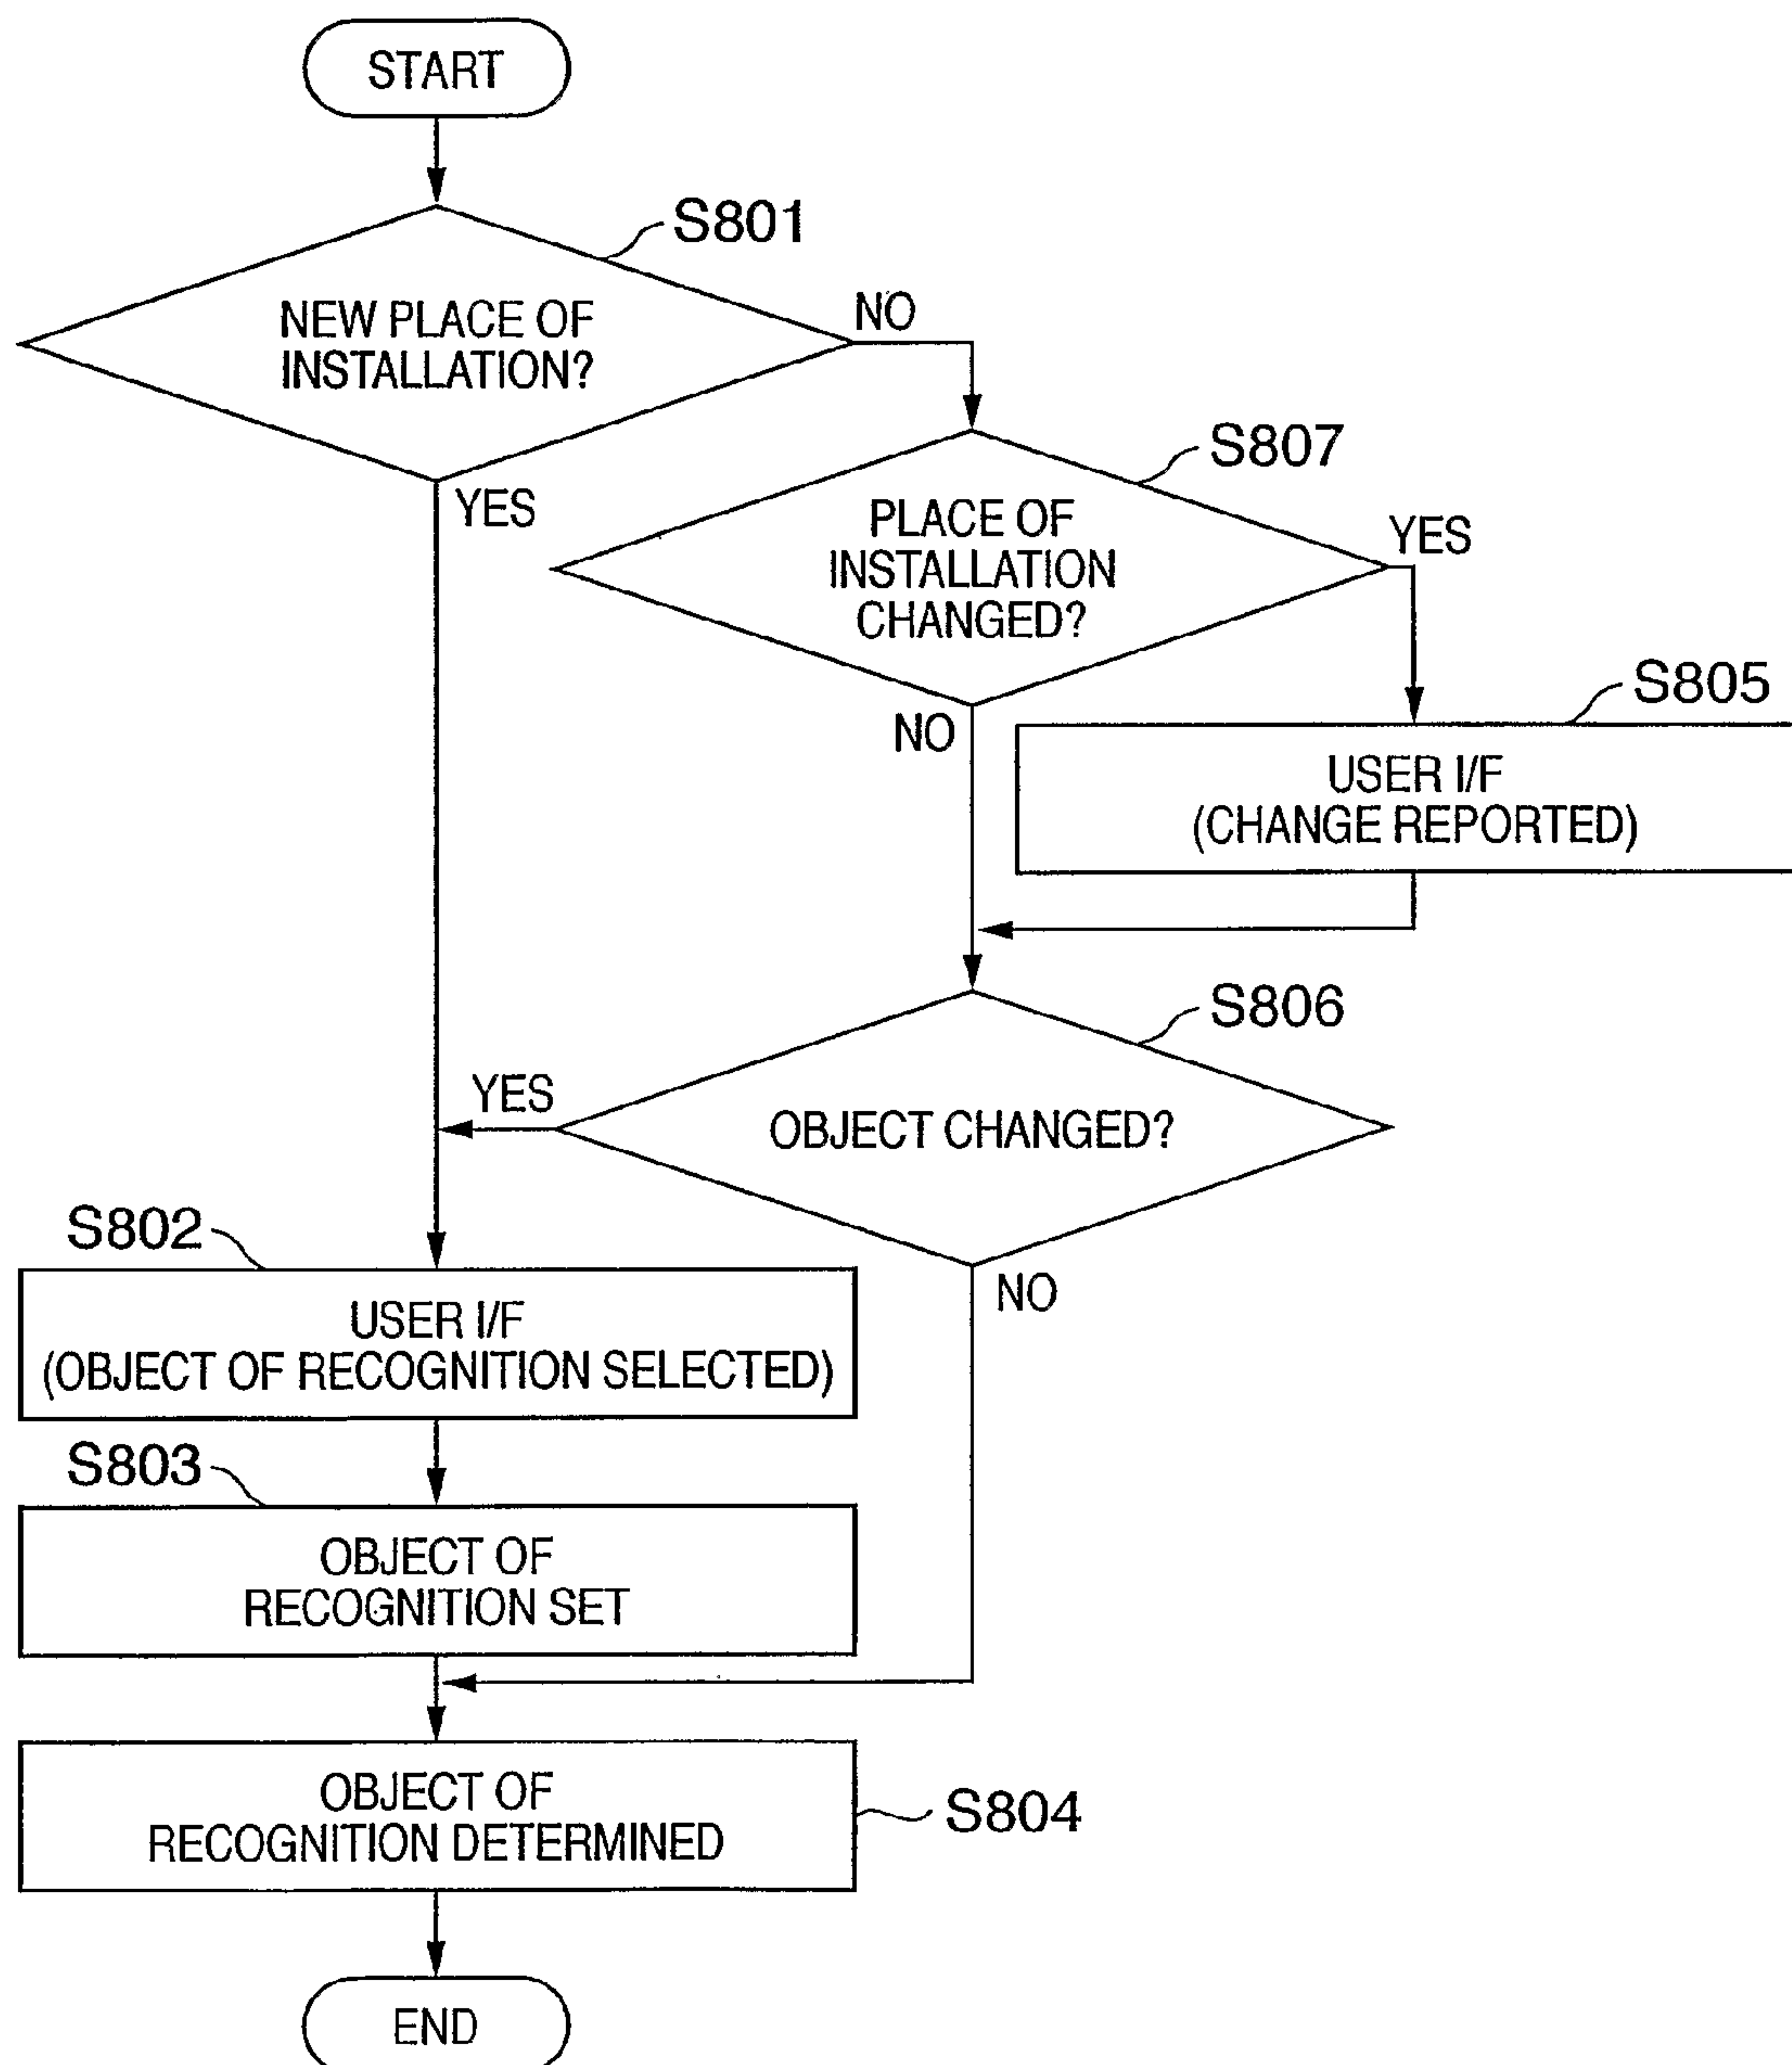 START
S801
NEW PLACE OF
INSTALLATION?
NO
YES
S807
PLACE OF
INSTALLATION
CHANGED?
YES
NO
S805
USER I/F
(CHANGE REPORTED)
S806
OBJECT CHANGED?
YES
NO
S802
USER I/F
(OBJECT OF RECOGNITION SELECTED)
S803
OBJECT OF
RECOGNITION SET
OBJECT OF
RECOGNITION DETERMINED
S804
END